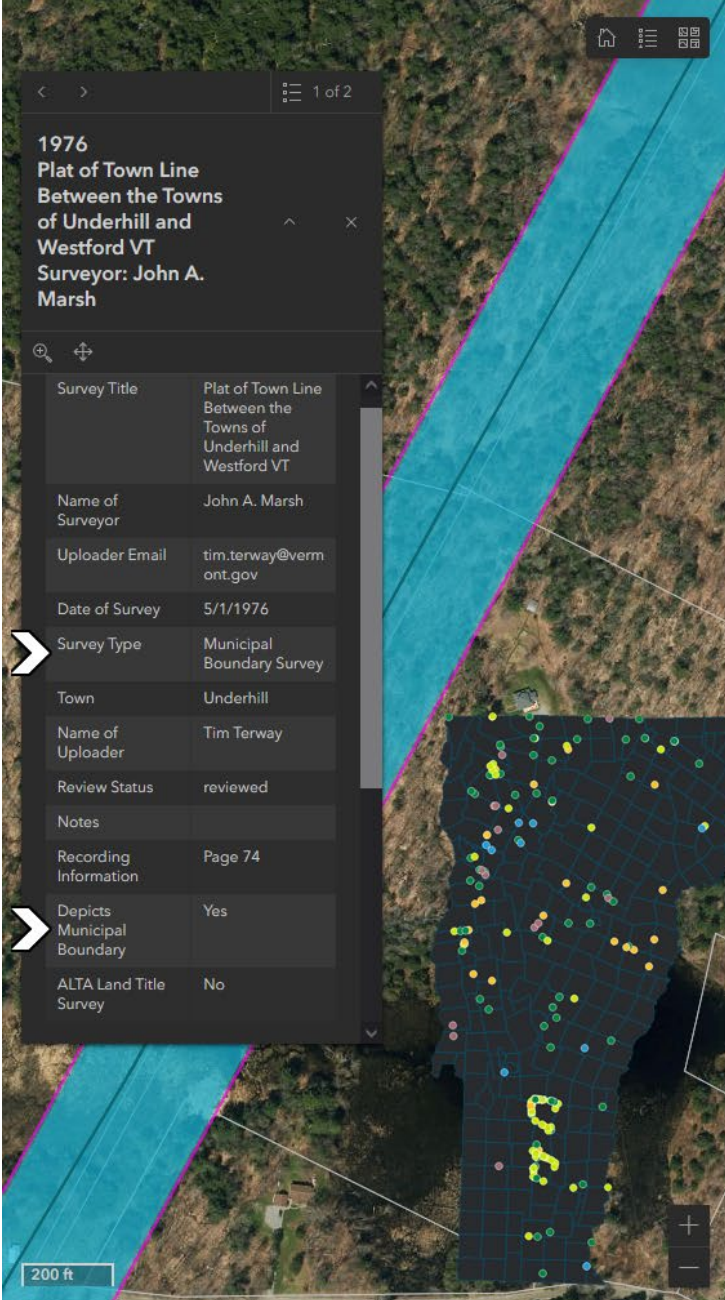 1 of 2
1976
Plat of Town Line
Between the Towns
of Underhill and
Westford VT
Surveyor: John A.
Marsh
Survey Title
Plat of Town Line
Between the
Towns of
Underhill and
Westford VT
Name of
Surveyor
John A. Marsh
Uploader Email
tim.terway@verm
ont.gov
Date of Survey
5/1/1976
Survey Type
Municipal
Boundary Survey
Town
Underhill
Name of
Uploader
Tim Terway
Review Status
reviewed
Notes
Recording
Information
Page 74
Depicts
Municipal
Boundary
Yes
ALTA Land Title
Survey
No
200 ft